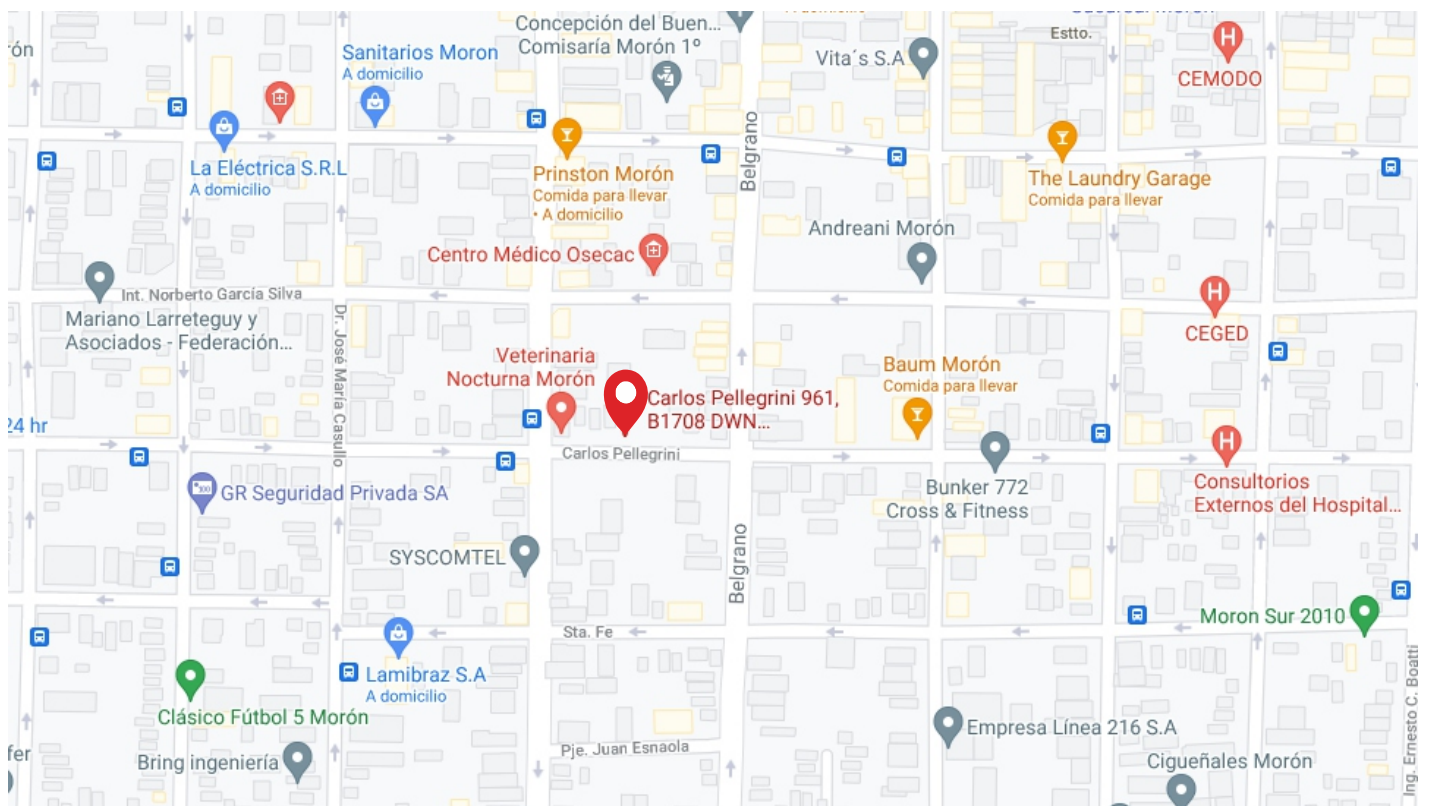 Concepción del Buen...
Comisaría Morón 1º
Estto.
ón
Sanitarios Moron
A domicilio
Vita´s S.A
CEMODO
Belgrano
La Eléctrica S.R.L
A domicilio
Prinston Morón
Comida para llevar
• A domicilio
The Laundry Garage
Comida para llevar
Andreani Morón
Centro Médico Osecac
Int. Norberto García Silva
Mariano Larreteguy y
Asociados - Federación...
Dr. José María Casullo
CEGED
Veterinaria
Nocturna Morón
Baum Morón
Comida para llevar
Carlos Pellegrini 961,
B1708 DWN...
24 hr
Carlos Pellegrini
GR Seguridad Privada SA
Bunker 772
Cross & Fitness
Consultorios
Externos del Hospital...
SYSCOMTEL
Belgrano
Moron Sur 2010
Sta. Fe
Lamibraz S.A
A domicilio
Ing. Ernesto C. Boatti
Clásico Fútbol 5 Morón
Empresa Línea 216 S.A
Pje. Juan Esnaola
fer
Bring ingeniería
Cigueñales Morón